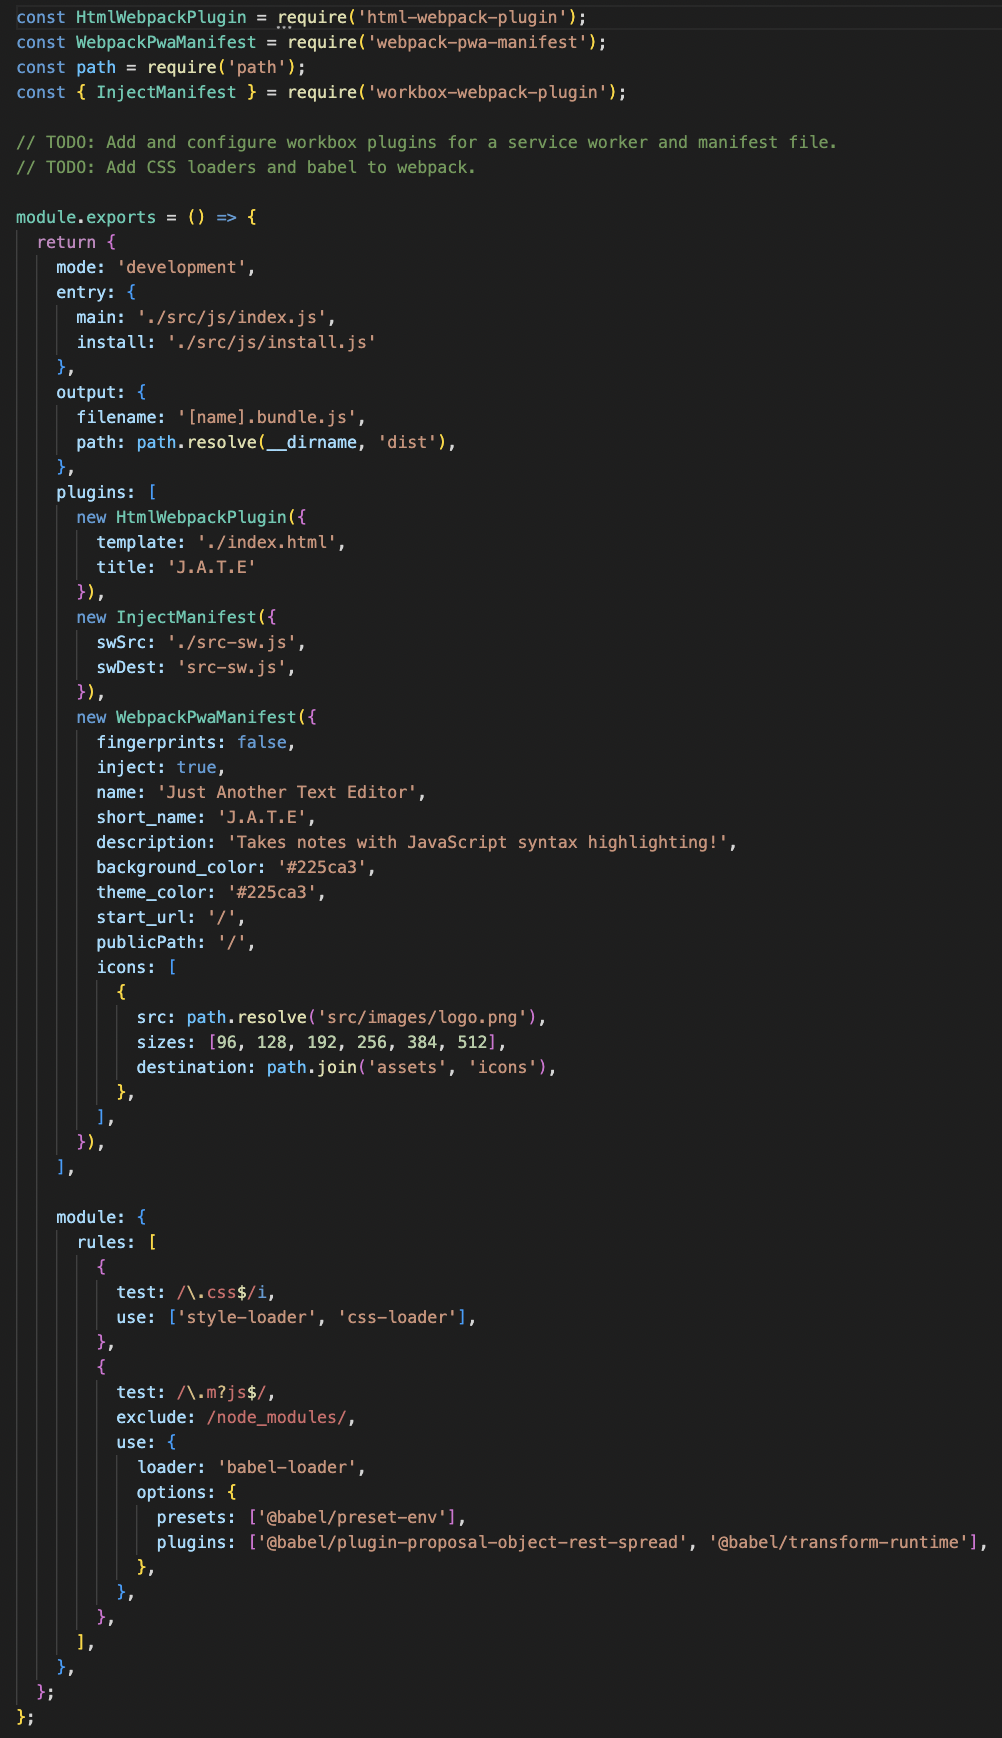 const HtmlWebpackPlugin = require('html-webpack-plugin');
const WebpackPwaManifest = require('webpack-pwa-manifest');
const path = require('path');
const { InjectManifest } = require('workbox-webpack-plugin');

// TODO: Add and configure workbox plugins for a service worker and manifest file.
// TODO: Add CSS loaders and babel to webpack.

module.exports = () => {
  return {
    mode: 'development',
    entry: {
      main: './src/js/index.js',
      install: './src/js/install.js'
    },
    output: {
      filename: '[name].bundle.js',
      path: path.resolve(__dirname, 'dist'),
    },
    plugins: [
      new HtmlWebpackPlugin({
        template: './index.html',
        title: 'J.A.T.E'
      }),
      new InjectManifest({
        swSrc: './src-sw.js',
        swDest: 'src-sw.js',
      }),
      new WebpackPwaManifest({
        fingerprints: false,
        inject: true,
        name: 'Just Another Text Editor',
        short_name: 'J.A.T.E',
        description: 'Takes notes with JavaScript syntax highlighting!',
        background_color: '#225ca3',
        theme_color: '#225ca3',
        start_url: '/',
        publicPath: '/',
        icons: [
          {
            src: path.resolve('src/images/logo.png'),
            sizes: [96, 128, 192, 256, 384, 512],
            destination: path.join('assets', 'icons'),
          },
        ],
      }),
    ],

    module: {
      rules: [
        {
          test: /\.css$/i,
          use: ['style-loader', 'css-loader'],
        },
        {
          test: /\.m?js$/,
          exclude: /node_modules/,
          use: {
            loader: 'babel-loader',
            options: {
              presets: ['@babel/preset-env'],
              plugins: ['@babel/plugin-proposal-object-rest-spread', '@babel/transform-runtime'],
            },
          },
        },
      ],
    },
  };
};